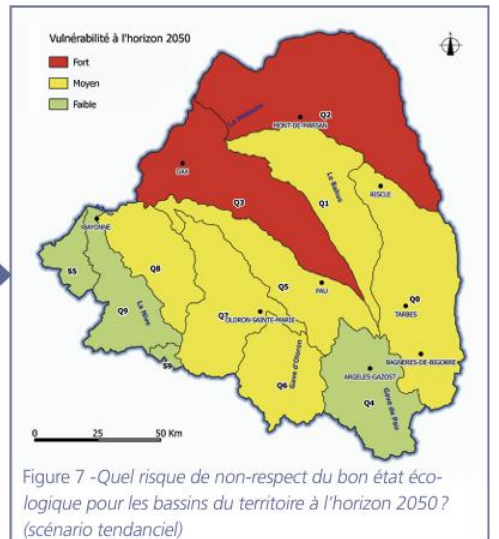 Vulnérabilité à l'horizon 2050
Fort
Moyen
Faible
La Midouze
Q2
MONT-DE-MARSAN
DAX
Le Bahus
RISCLE
Q1
Q3
BAYONNE
S5
Q8
Q9
La Nive
Q5
PAU
Q0
TARBES
Q7
OLORON-SAINTE-MARIE
Gave d'Oloron
S9
Q6
ARGELES-GAZOST
BAGNERES-DE-BIGORRE
Q4
Gave de Pau
0 25 50 Km
Figure 7 -Quel risque de non-respect du bon état éco-
logique pour les bassins du territoire à l'horizon 2050 ?
(scénario tendanciel)